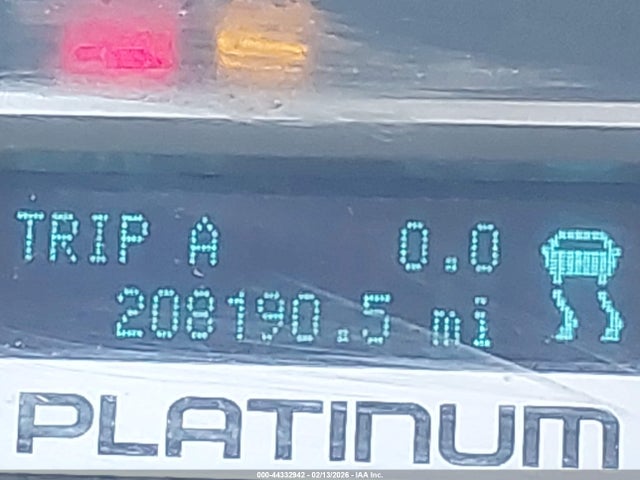 TRIP A 0.0
208190.5 mi
PLATINUM
000-44332942 - 02/13/2026 - IAA Inc.